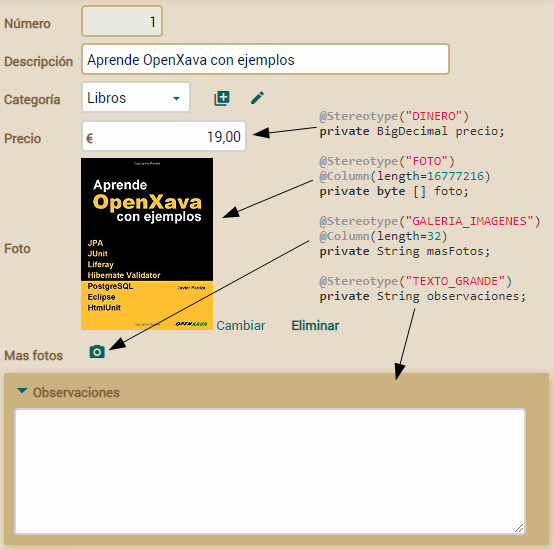 Número
1
Descripción
Aprende OpenXava con ejemplos
Categoría
Libros
Precio
€
19,00
@Stereotype("DINERO")
private BigDecimal precio;
Foto
Aprende
OpenXava
con ejemplos
JPA
JUnit
Liferay
Hibernate Validator
PostgreSQL
Eclipse
HtmlUnit
Javier Paniza
OPENXAVA
@Stereotype("FOTO")
@Column(length=16777216)
private byte [] foto;
@Stereotype("GALERIA_IMAGENES")
@Column(length=32)
private String masFotos;
@Stereotype("TEXTO_GRANDE")
private String observaciones;
Cambiar
Eliminar
Mas fotos
Observaciones